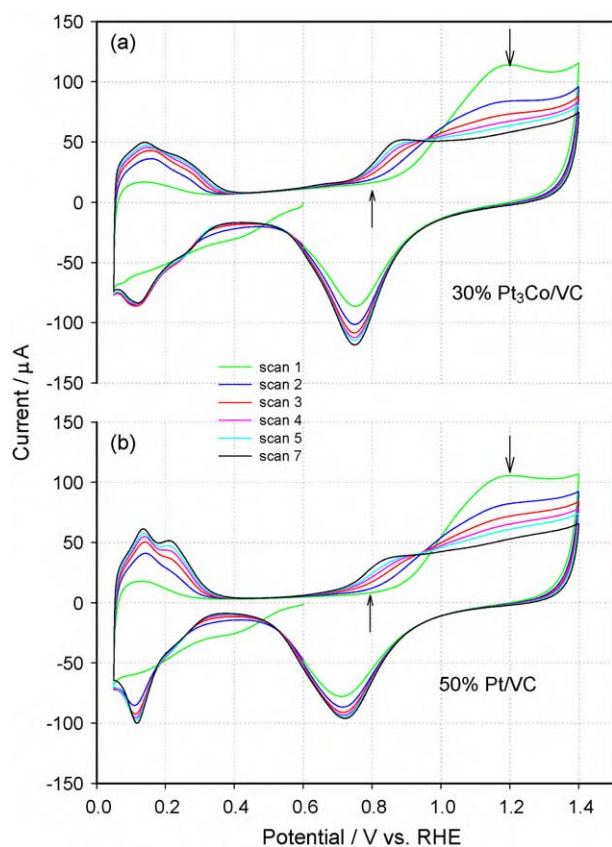 (a)
150
100
50
0
-50
-100
-150
30% Pt₃Co/VC
Current / µA
scan 1
scan 2
scan 3
scan 4
scan 5
scan 7
(b)
150
100
50
0
-50
-100
-150
50% Pt/VC
0.0 0.2 0.4 0.6 0.8 1.0 1.2 1.4
Potential / V vs. RHE